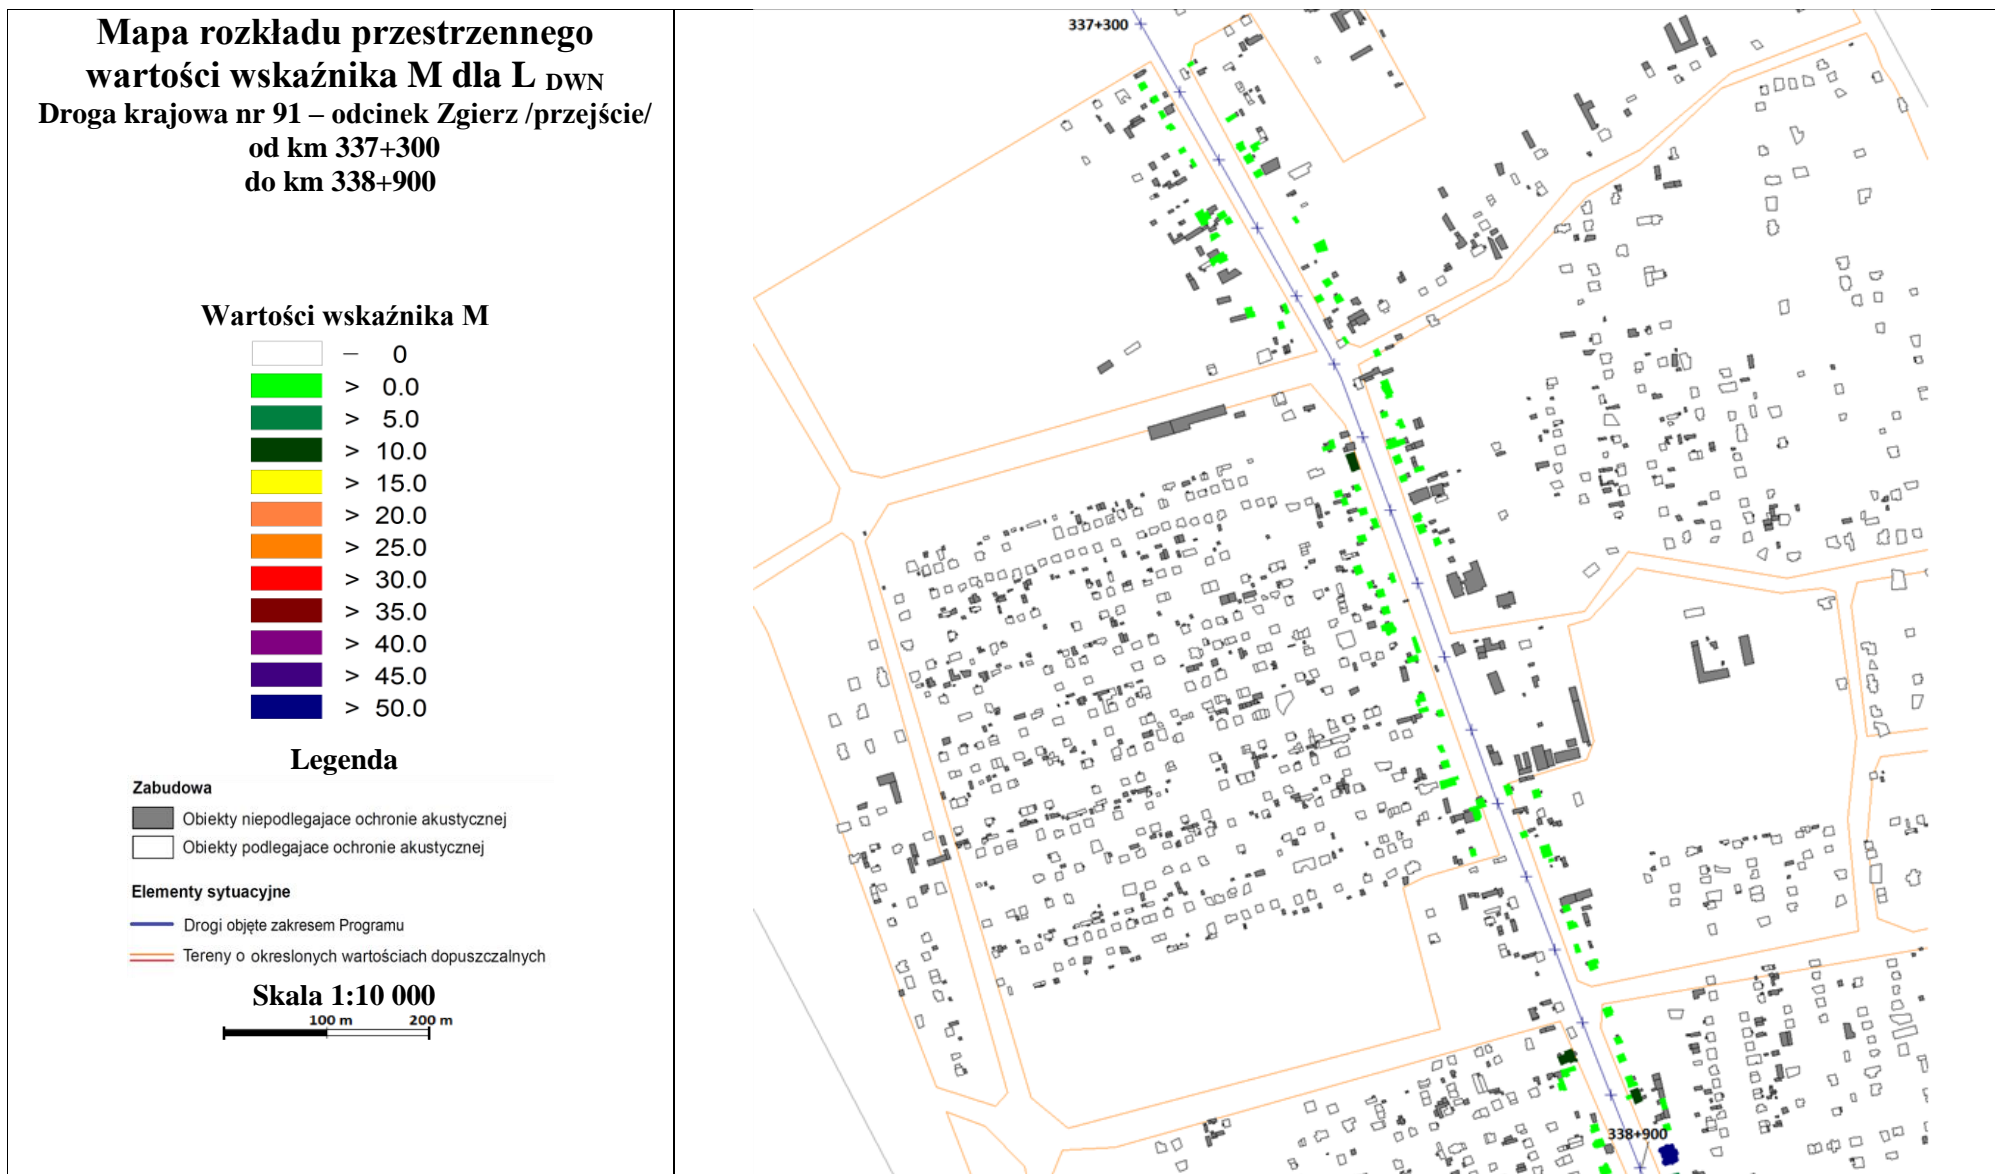 Mapa rozkładu przestrzennego
wartości wskaźnika M dla L DWN
Droga krajowa nr 91 – odcinek Zgierz /przejście/
od km 337+300
do km 338+900
Wartości wskaźnika M
– 0
> 0.0
> 5.0
> 10.0
> 15.0
> 20.0
> 25.0
> 30.0
> 35.0
> 40.0
> 45.0
> 50.0
Legenda
Zabudowa
Obiekty niepodlegajace ochronie akustycznej
Obiekty podlegajace ochronie akustycznej
Elementy sytuacyjne
Drogi objęte zakresem Programu
Tereny o okreslonych wartościach dopuszczalnych
Skala 1:10 000
100 m 200 m
337+300
338+900